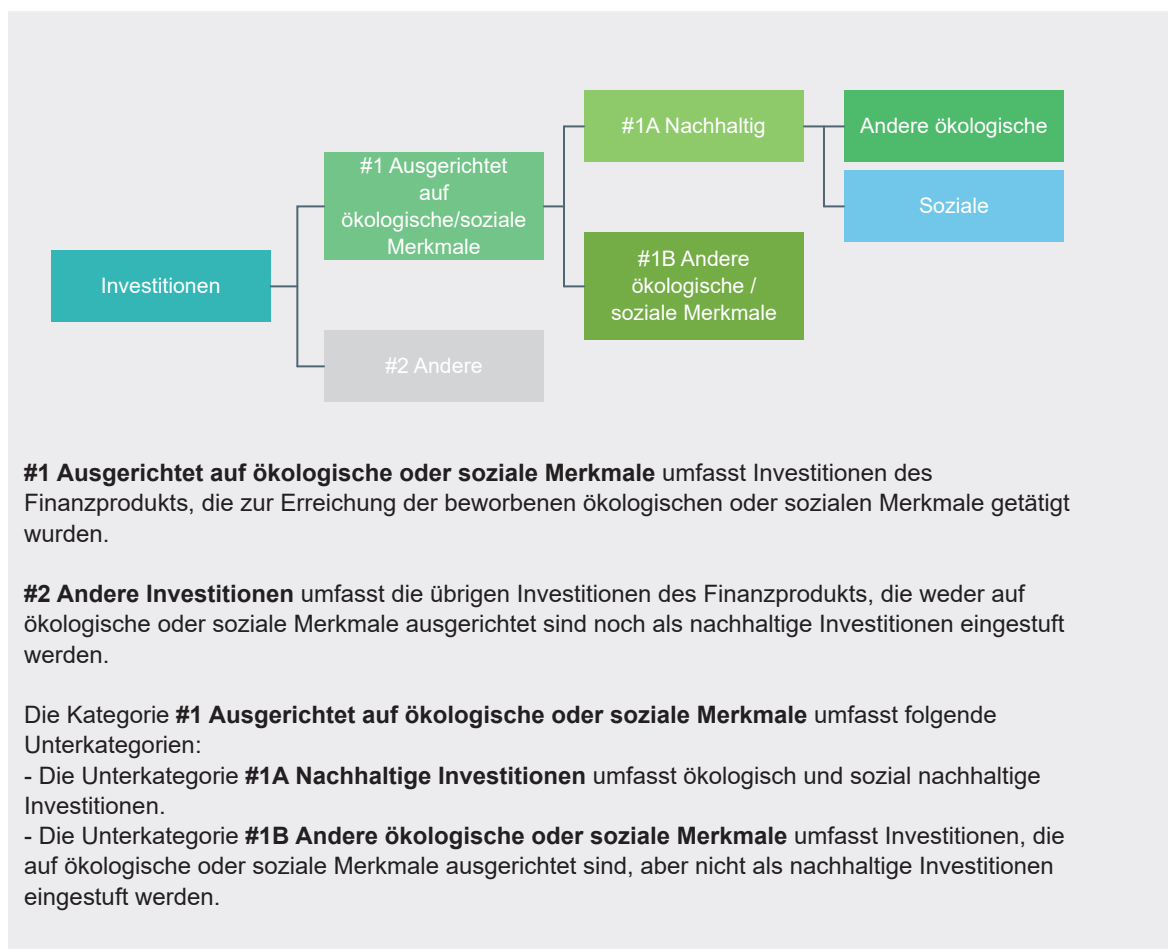 #1A Nachhaltig
Andere ökologische
#1 Ausgerichtet
auf
ökologische/soziale
Merkmale
Soziale
Investitionen
#1B Andere
ökologische /
soziale Merkmale
#2 Andere
#1 Ausgerichtet auf ökologische oder soziale Merkmale umfasst Investitionen des
Finanzprodukts, die zur Erreichung der beworbenen ökologischen oder sozialen Merkmale getätigt
wurden.
#2 Andere Investitionen umfasst die übrigen Investitionen des Finanzprodukts, die weder auf
ökologische oder soziale Merkmale ausgerichtet sind noch als nachhaltige Investitionen eingestuft
werden.
Die Kategorie #1 Ausgerichtet auf ökologische oder soziale Merkmale umfasst folgende
Unterkategorien:
- Die Unterkategorie #1A Nachhaltige Investitionen umfasst ökologisch und sozial nachhaltige
Investitionen.
- Die Unterkategorie #1B Andere ökologische oder soziale Merkmale umfasst Investitionen, die
auf ökologische oder soziale Merkmale ausgerichtet sind, aber nicht als nachhaltige Investitionen
eingestuft werden.